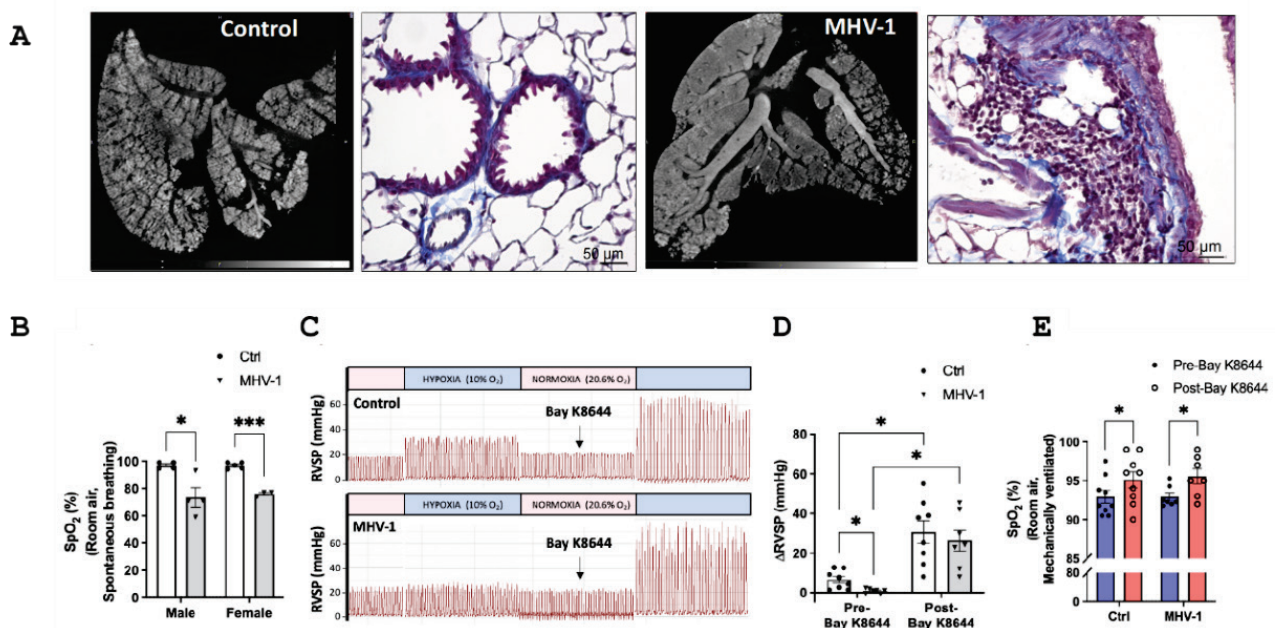 A
Control
50 µm
MHV-1
50 µm
B
Ctrl
MHV-1
*
***
100
80
60
40
20
0
SpO2 (%)
(Room air,
Spontaneous breathing)
Male
Female
C
HYPOXIA (10% O2)
NORMOXIA (20.6% O2)
Control
Bay K8644
RVSP (mmHg)
60
40
20
0
HYPOXIA (10% O2)
NORMOXIA (20.6% O2)
MHV-1
Bay K8644
RVSP (mmHg)
60
40
20
0
D
Ctrl
MHV-1
*
*
*
80
60
40
20
0
ΔRVSP (mmHg)
Pre-
Bay K8644
Post-
Bay K8644
E
Pre-Bay K8644
Post-Bay K8644
*
*
100
95
90
85
80
0
SpO2 (%)
(Room air,
Mechanically ventiated)
Ctrl
MHV-1